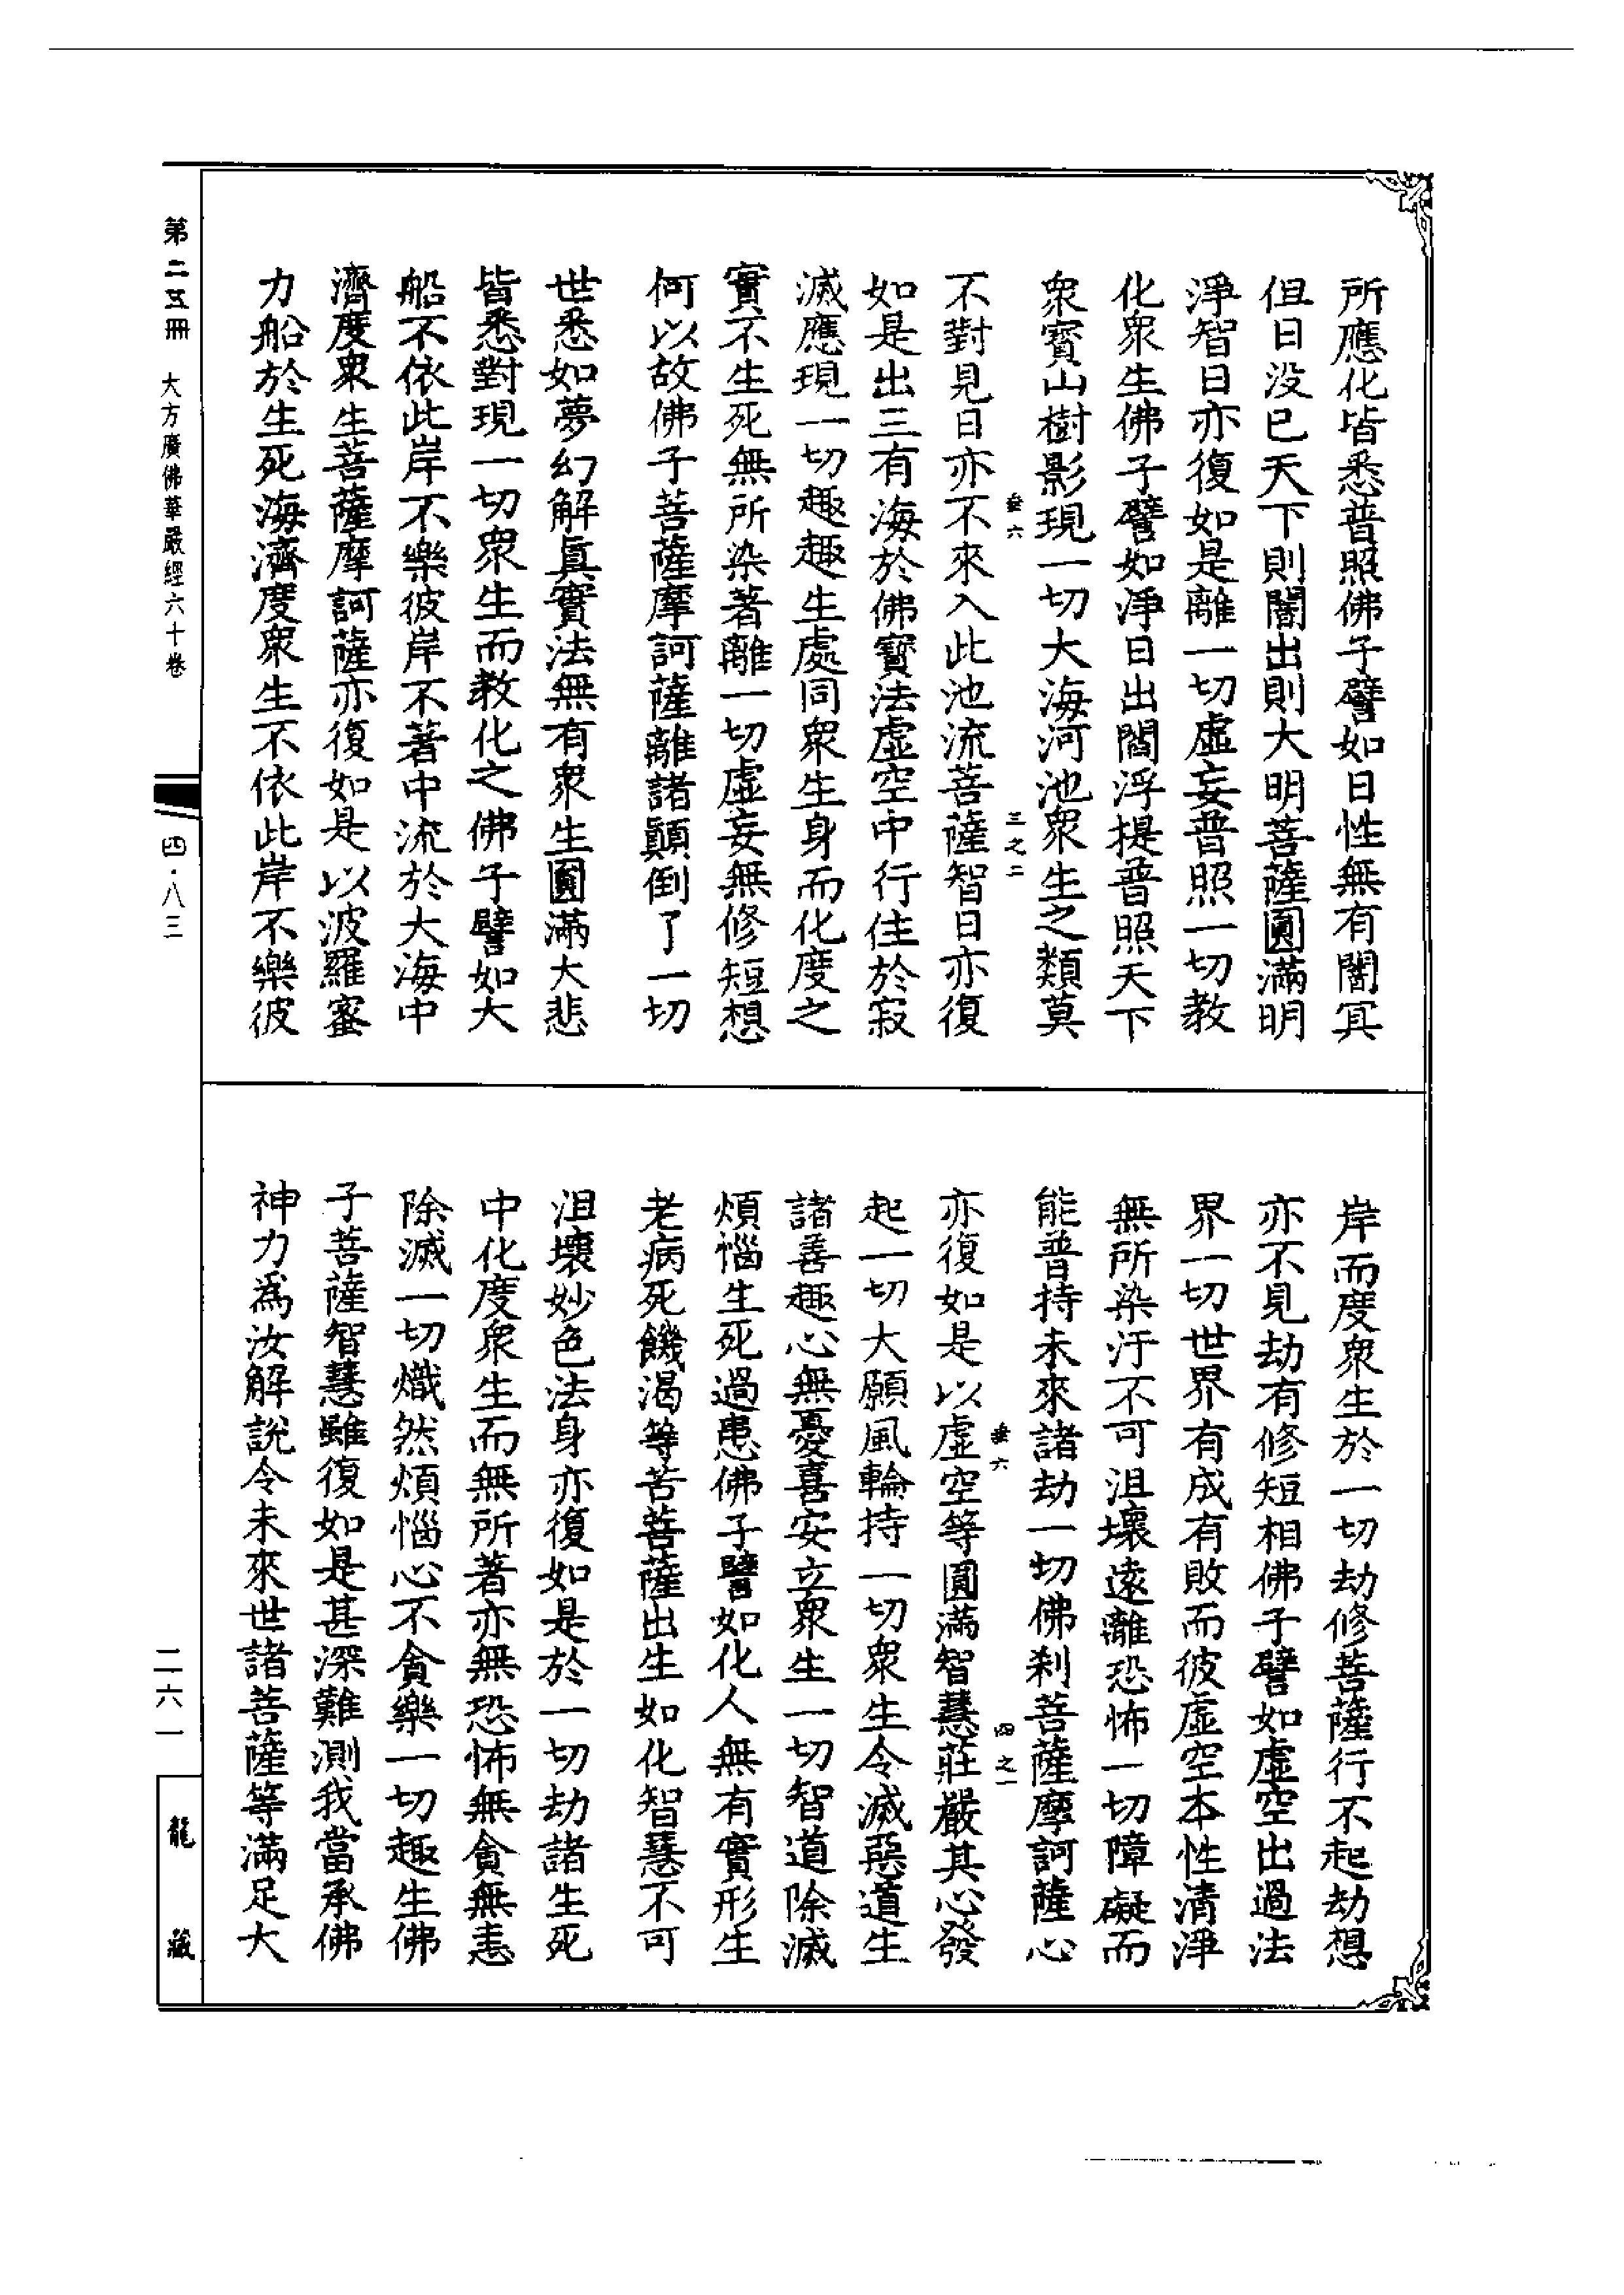 所應化皆悉普照佛子譬如日性無有闇冥
但日没已天下則闇出則大明菩薩圓滿明
淨智日亦復如是離一切虛妄普照一切教
化衆生佛子譬如淨日出閻浮提普照天下
衆寳山樹影現一切大海河池衆生之類莫
垂六
三之二
不對見日亦不來入此池流菩薩智日亦復
如是出三有海於佛寳法虛空中行住於寂
滅應現一切趣趣生處同衆生身而化度之
實不生死無所染著離一切虛妄無修短想
何以故佛子菩薩摩訶薩離諸顛倒了一切
世悉如夢幻解眞實法無有衆生圓滿大悲
皆悉對現一切衆生而教化之佛子譬如大
船不依此岸不樂彼岸不著中流於大海中
濟度衆生菩薩摩訶薩亦復如是以波羅蜜
力船於生死海濟度衆生不依此岸不樂彼
岸而度衆生於一切劫修菩薩行不起劫想
亦不見劫有修短相佛子譬如虛空出過法
界一切世界有成有敗而彼虛空本性清淨
無所染汙不可沮壞遠離恐怖一切障礙而
能普持未來諸劫一切佛刹菩薩摩訶薩心
垂六
四之一
亦復如是以虛空等圓滿智慧莊嚴其心發
起一切大願風輪持一切衆生令滅惡道生
諸善趣心無憂喜安立衆生一切智道除滅
煩惱生死過患佛子譬如化人無有實形生
老病死饑渴等苦菩薩出生如化智慧不可
沮壞妙色法身亦復如是於一切劫諸生死
中化度衆生而無所著亦無恐怖無貪無恚
除滅一切熾然煩惱心不貪樂一切趣生佛
子菩薩智慧雖復如是甚深難測我當承佛
神力爲汝解說令未來世諸菩薩等滿足大
第二五冊 大方廣佛華嚴經六十卷
四·八三
二六一
龍藏